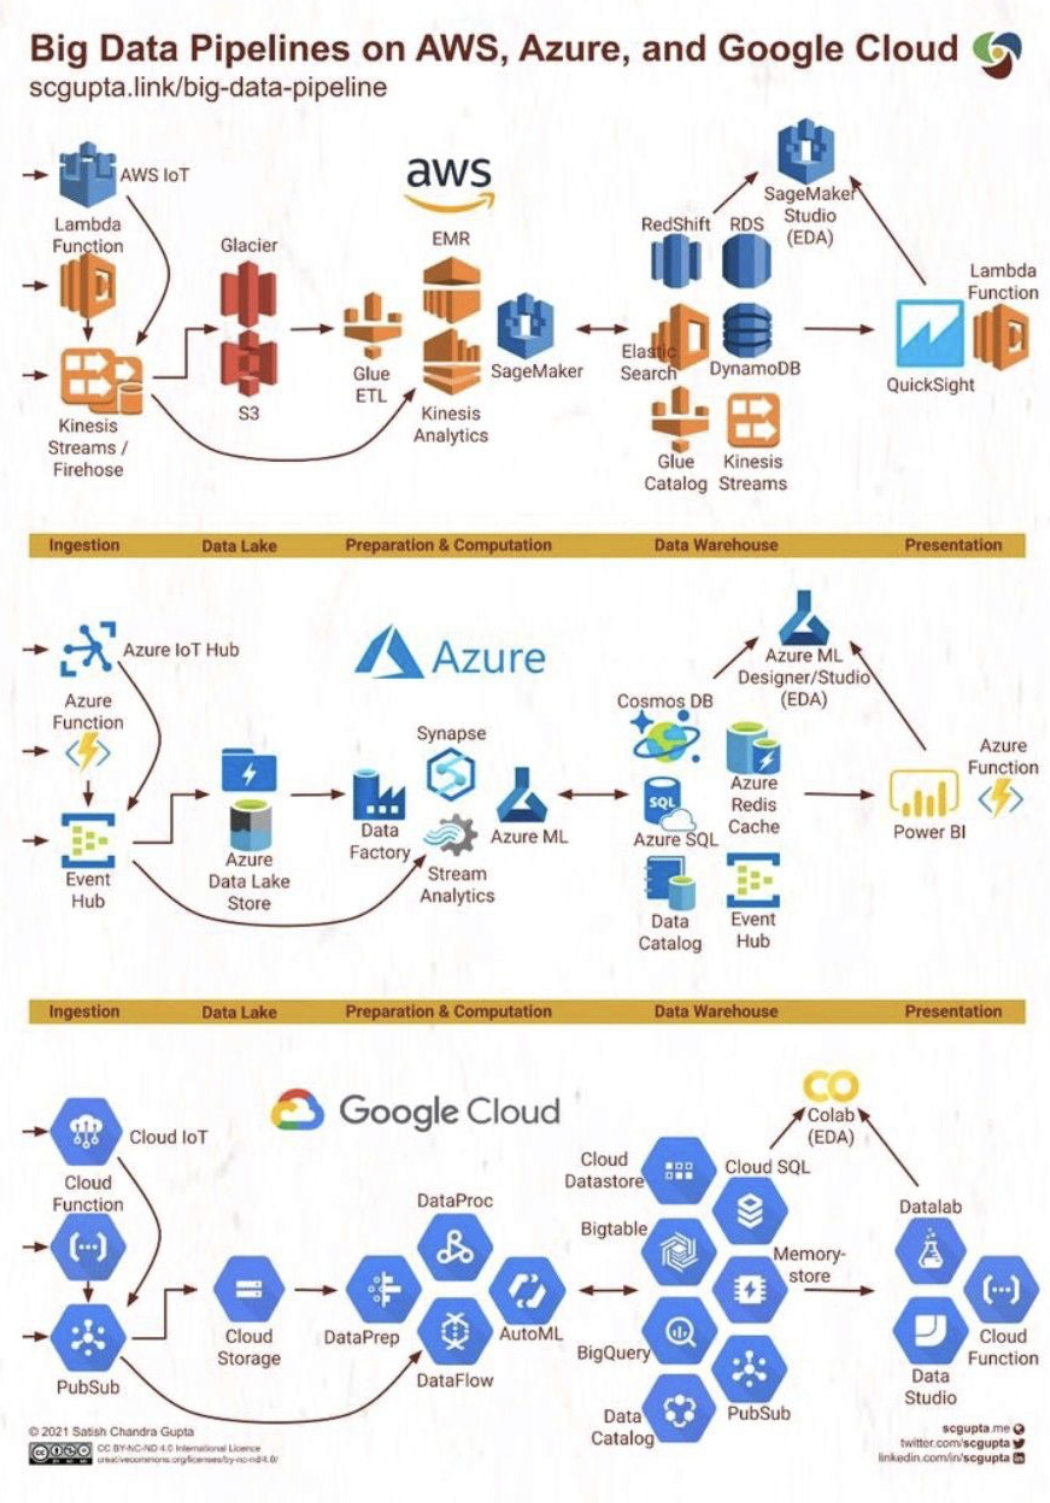 Big Data Pipelines on AWS, Azure, and Google Cloud
scgupta.link/big-data-pipeline
AWS IoT
Lambda
Function
Kinesis
Streams /
Firehose
Glacier
S3
aws
EMR
Glue
ETL
Kinesis
Analytics
SageMaker
RedShift
RDS
Elastic
Search
DynamoDB
Glue
Catalog
Kinesis
Streams
SageMaker
Studio
(EDA)
Lambda
Function
QuickSight
Ingestion
Data Lake
Preparation & Computation
Data Warehouse
Presentation
Azure IoT Hub
Azure
Function
Event
Hub
Azure
Data Lake
Store
Azure
Synapse
Data
Factory
Stream
Analytics
Azure ML
Cosmos DB
Azure
Redis
Cache
SQL
Azure SQL
Data
Catalog
Event
Hub
Azure ML
Designer/Studio
(EDA)
Azure
Function
Power BI
Ingestion
Data Lake
Preparation & Computation
Data Warehouse
Presentation
Cloud IoT
Cloud
Function
PubSub
Cloud
Storage
Google Cloud
DataProc
DataPrep
AutoML
DataFlow
Cloud
Datastore
Cloud SQL
Bigtable
Memory-
store
BigQuery
PubSub
Data
Catalog
CO
Colab
(EDA)
Datalab
Cloud
Function
Data
Studio
© 2021 Satish Chandra Gupta
CC BY-NC-ND 4.0 International Licence
creativecommons.org/licenses/by-nc-nd/4.0/
scgupta.me
twitter.com/scgupta
linkedin.com/in/scgupta